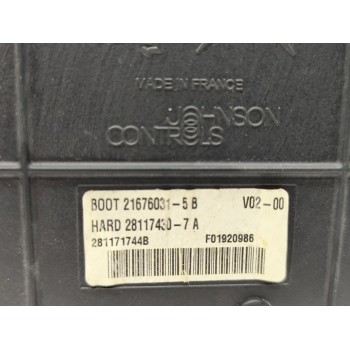 MADE IN FRANCE
JOHNSON
CONTROLS
BOOT 21676031-5 B V02-00
HARD 28117430-7 A
281171744B F01920986